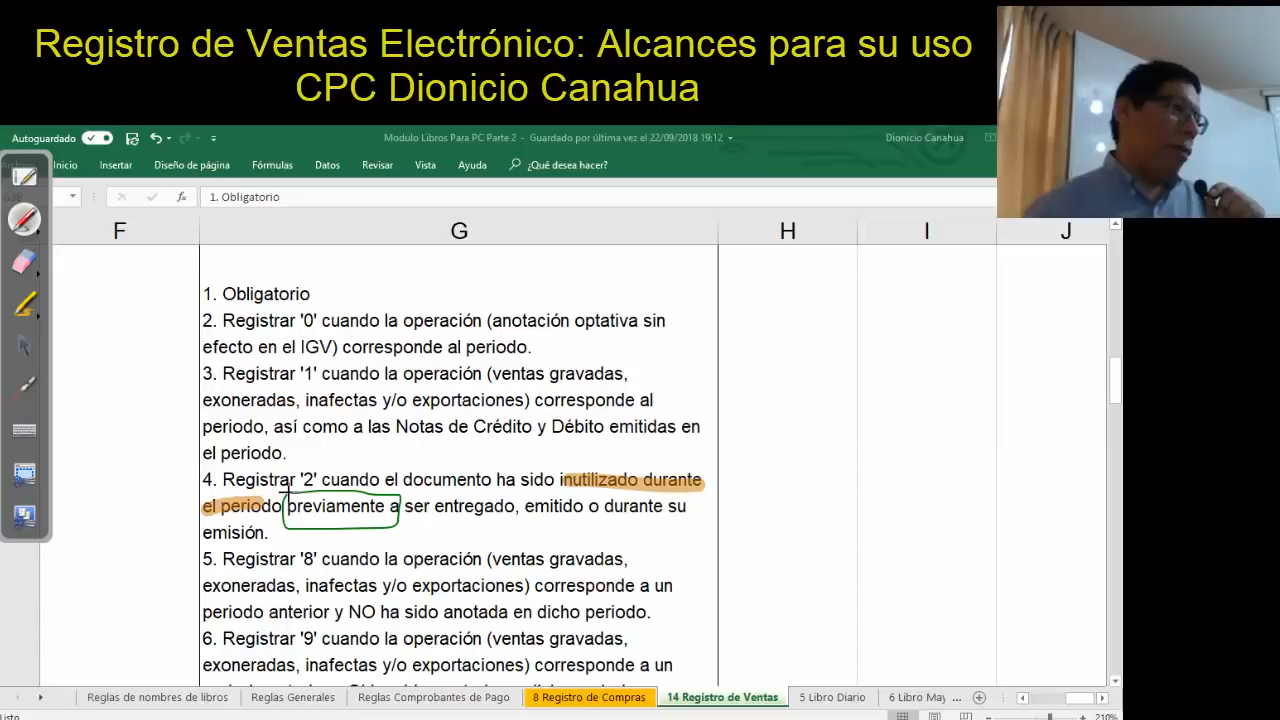 Registro de Ventas Electrónico: Alcances para su uso
CPC Dionicio Canahua
Autoguardado
Modulo Libros Para PC Parte 2 - Guardado por última vez el 22/09/2018 19:12
Dionicio Canahua
Inicio Insertar Diseño de página Fórmulas Datos Revisar Vista Ayuda ¿Qué desea hacer?
fx 1. Obligatorio
F G H I J
1. Obligatorio
2. Registrar '0' cuando la operación (anotación optativa sin
efecto en el IGV) corresponde al periodo.
3. Registrar '1' cuando la operación (ventas gravadas,
exoneradas, inafectas y/o exportaciones) corresponde al
periodo, así como a las Notas de Crédito y Débito emitidas en
el periodo.
4. Registrar '2' cuando el documento ha sido inutilizado durante
el periodo previamente a ser entregado, emitido o durante su
emisión.
5. Registrar '8' cuando la operación (ventas gravadas,
exoneradas, inafectas y/o exportaciones) corresponde a un
periodo anterior y NO ha sido anotada en dicho periodo.
6. Registrar '9' cuando la operación (ventas gravadas,
exoneradas, inafectas y/o exportaciones) corresponde a un
Reglas de nombres de libros Reglas Generales Reglas Comprobantes de Pago 8 Registro de Compras 14 Registro de Ventas 5 Libro Diario 6 Libro May ...
Listo
210%